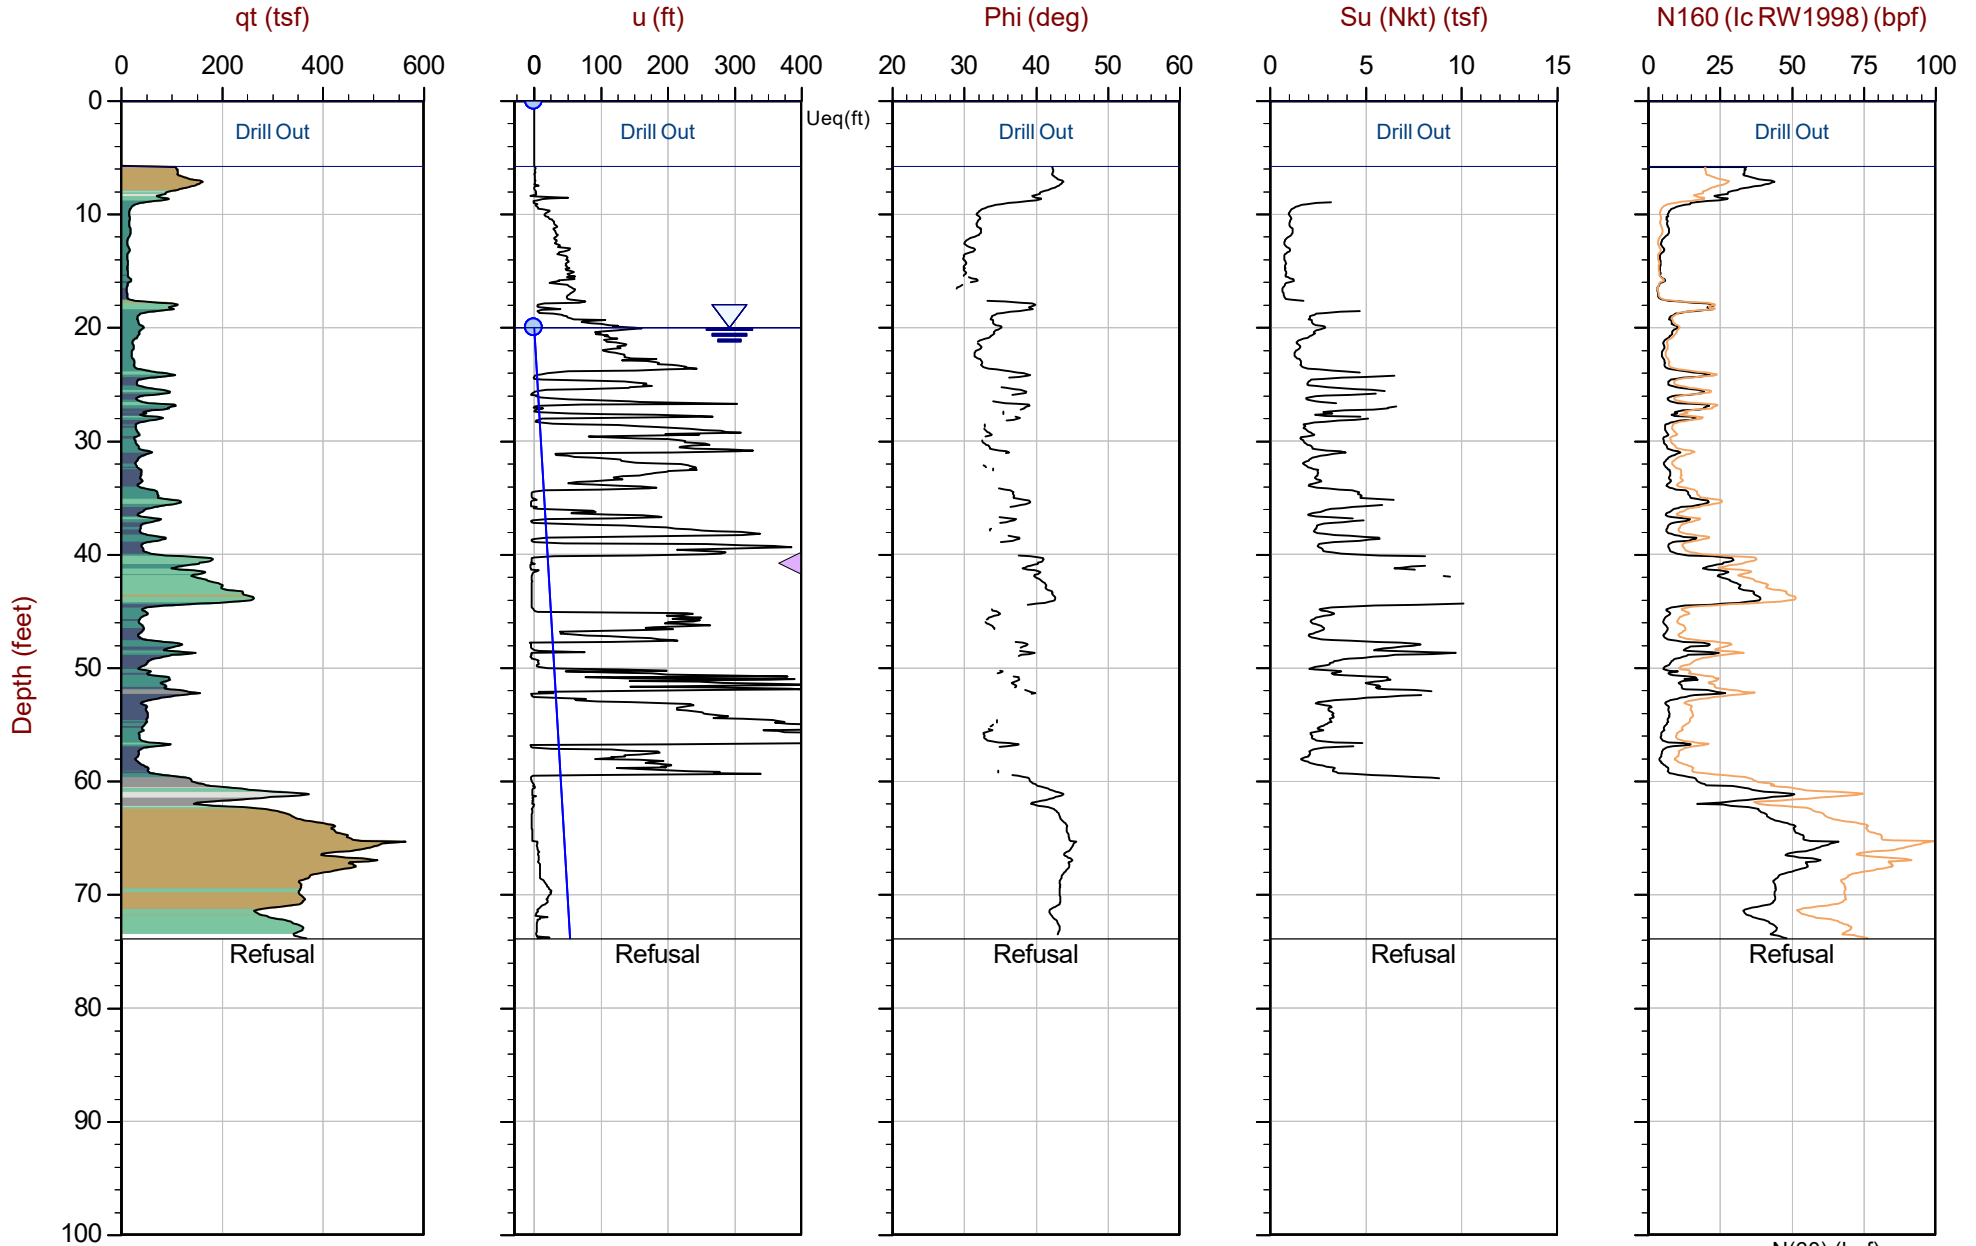 qt (tsf) u (ft) Phi (deg) Su (Nkt) (tsf) N160 (Ic RW1998) (bpf)
0 200 400 600 0 100 200 300 400 20 30 40 50 60 0 5 10 15 0 25 50 75 100
0
Ueq(ft)
Drill Out Drill Out Drill Out Drill Out Drill Out
10
20
30
40
50
Depth (feet)
60
70
Refusal Refusal Refusal Refusal Refusal
80
90
100